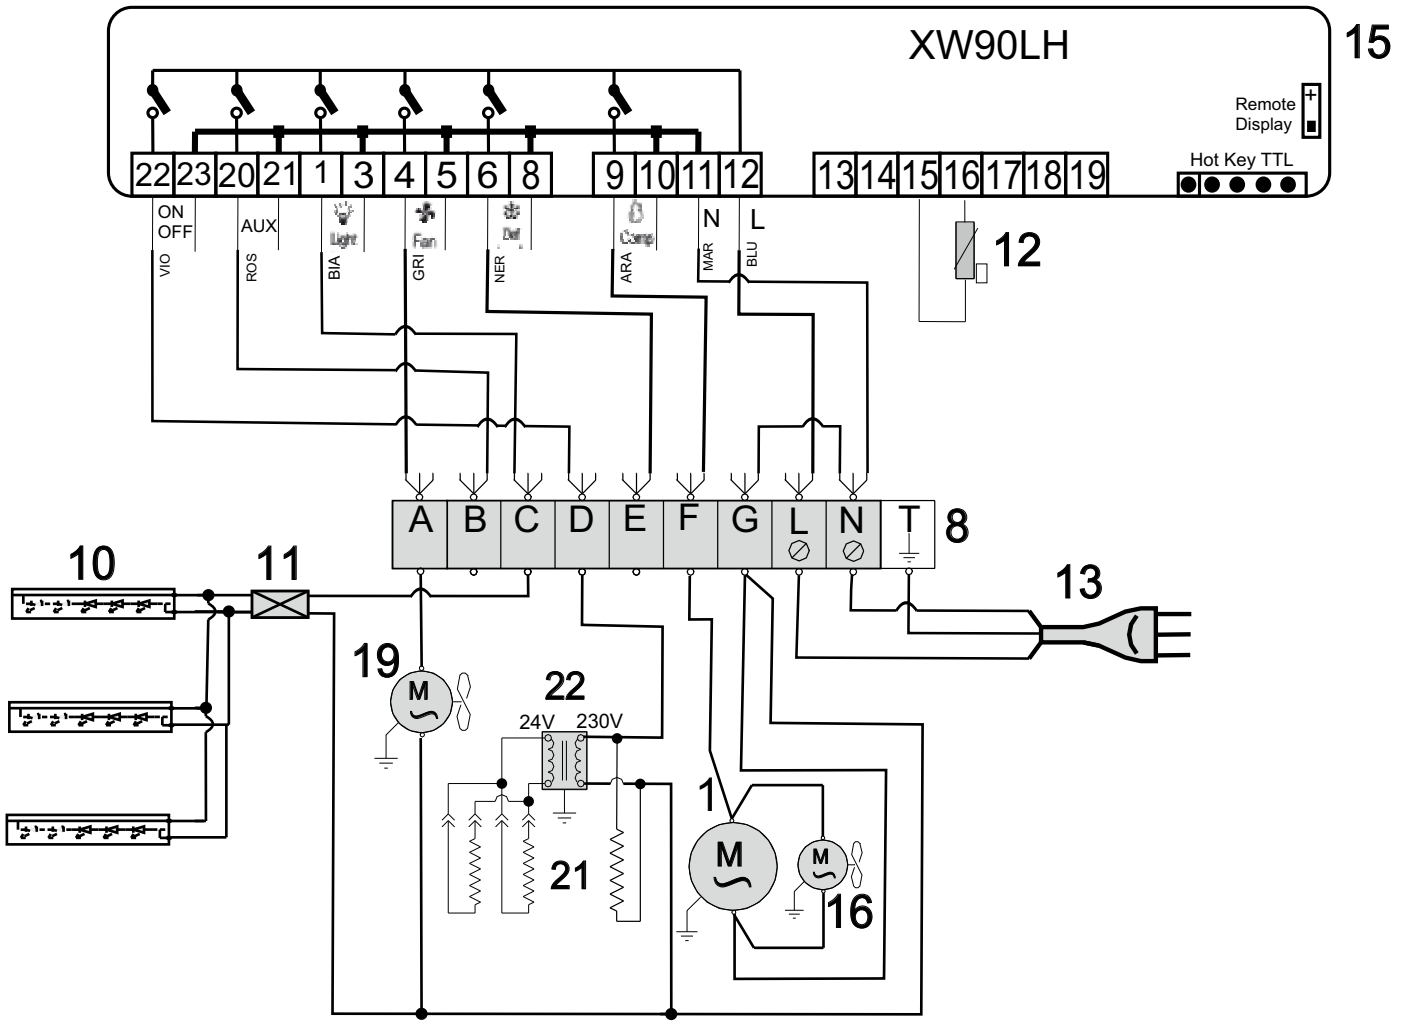 XW90LH
15
Remote
Display
+
Hot Key TTL
22 23 20 21 1 3 4 5 6 8 9 10 11 12 13 14 15 16 17 18 19
ON
OFF
AUX
Light
Fan
Def
Comp
N
L
VIO
ROS
BIA
GRI
NER
ARA
MAR
BLU
12
A B C D E F G L N T
8
10
11
13
19
M
22
24V 230V
21
1
M
M
16